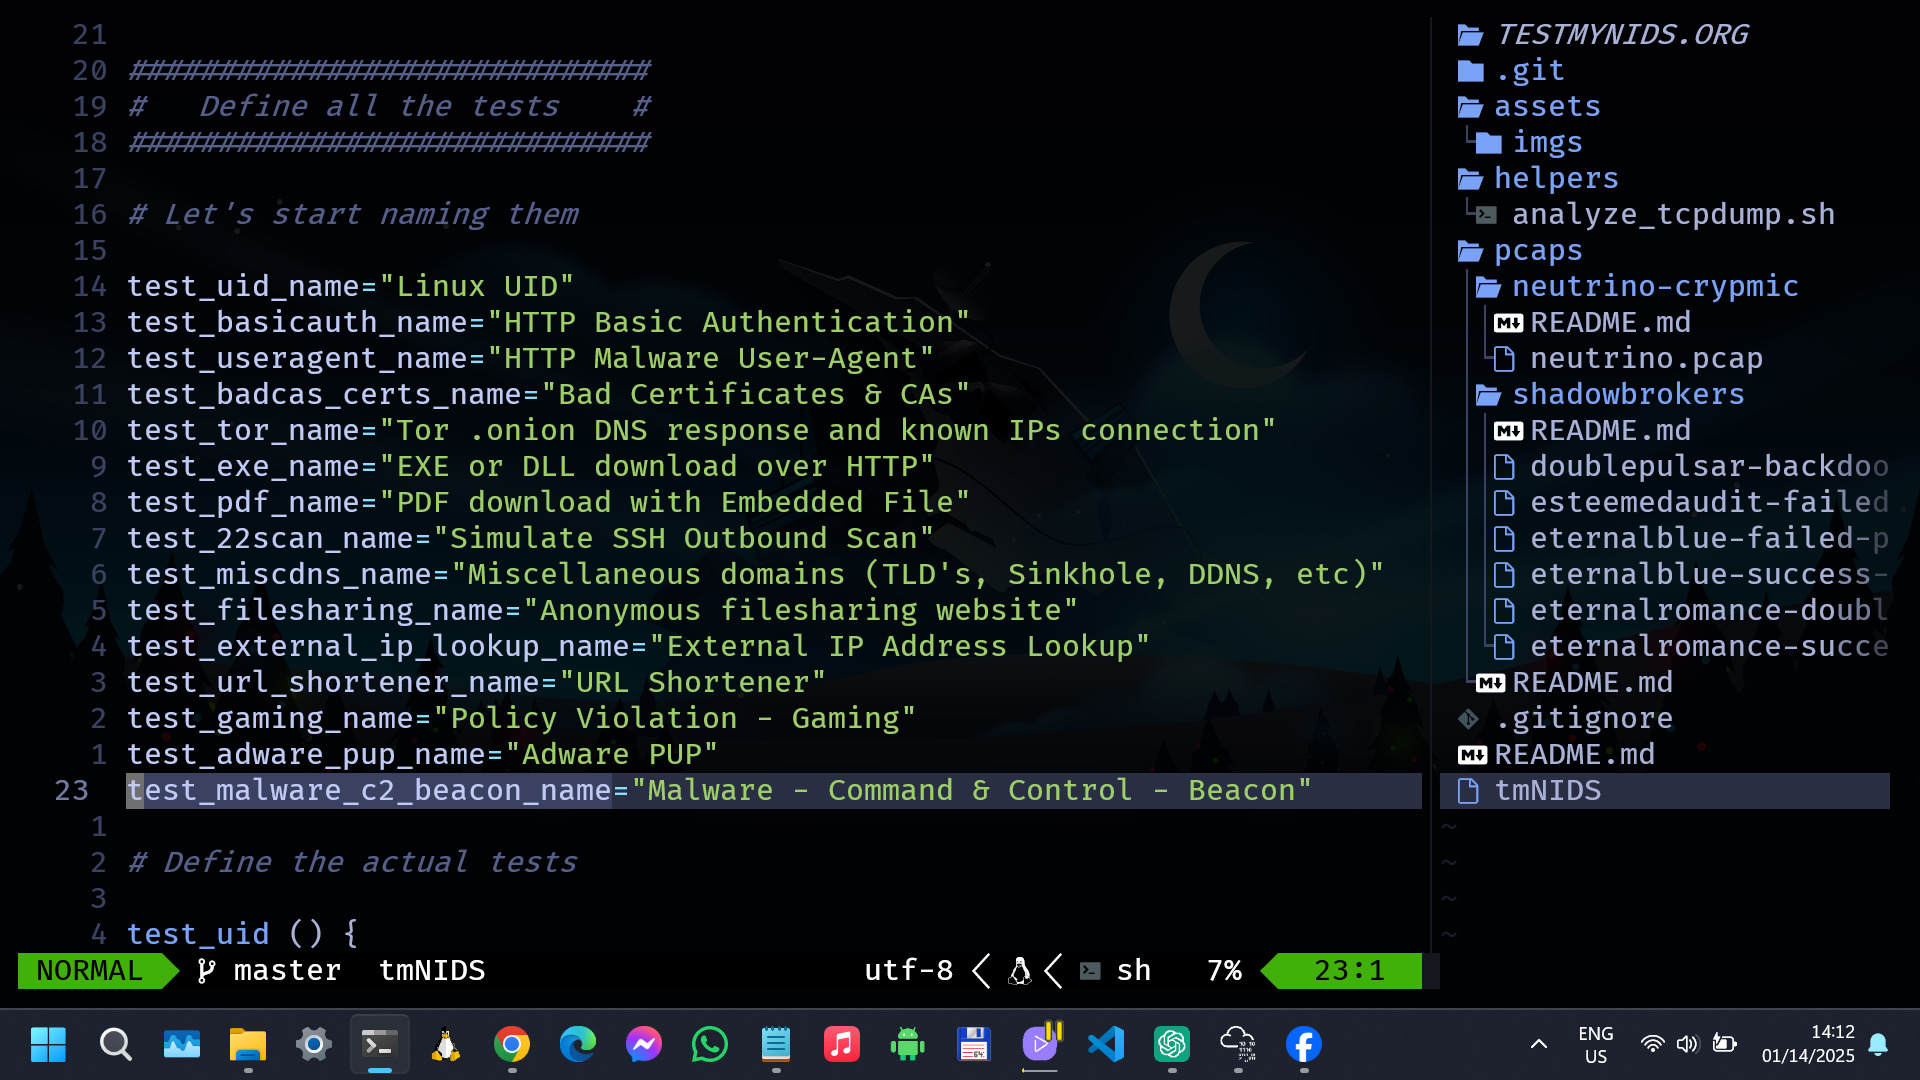 21
20 #############################
19 #   Define all the tests    #
18 #############################
17
16 # Let's start naming them
15
14 test_uid_name="Linux UID"
13 test_basicauth_name="HTTP Basic Authentication"
12 test_useragent_name="HTTP Malware User-Agent"
11 test_badcas_certs_name="Bad Certificates & CAs"
10 test_tor_name="Tor .onion DNS response and known IPs connection"
9 test_exe_name="EXE or DLL download over HTTP"
8 test_pdf_name="PDF download with Embedded File"
7 test_22scan_name="Simulate SSH Outbound Scan"
6 test_miscdns_name="Miscellaneous domains (TLD's, Sinkhole, DDNS, etc)"
5 test_filesharing_name="Anonymous filesharing website"
4 test_external_ip_lookup_name="External IP Address Lookup"
3 test_url_shortener_name="URL Shortener"
2 test_gaming_name="Policy Violation - Gaming"
1 test_adware_pup_name="Adware PUP"
23 test_malware_c2_beacon_name="Malware - Command & Control - Beacon"
1
2 # Define the actual tests
3
4 test_uid () {
NORMAL master tmNIDS utf-8 sh 7% 23:1
TESTMYNIDS.ORG
.git
assets
imgs
helpers
analyze_tcpdump.sh
pcaps
neutrino-crypmic
README.md
neutrino.pcap
shadowbrokers
README.md
doublepulsar-backdoo
esteemedaudit-failed
eternalblue-failed-p
eternalblue-success-
eternalromance-doubl
eternalromance-succe
README.md
.gitignore
README.md
tmNIDS
~
~
~
~
ENG
US
14:12
01/14/2025